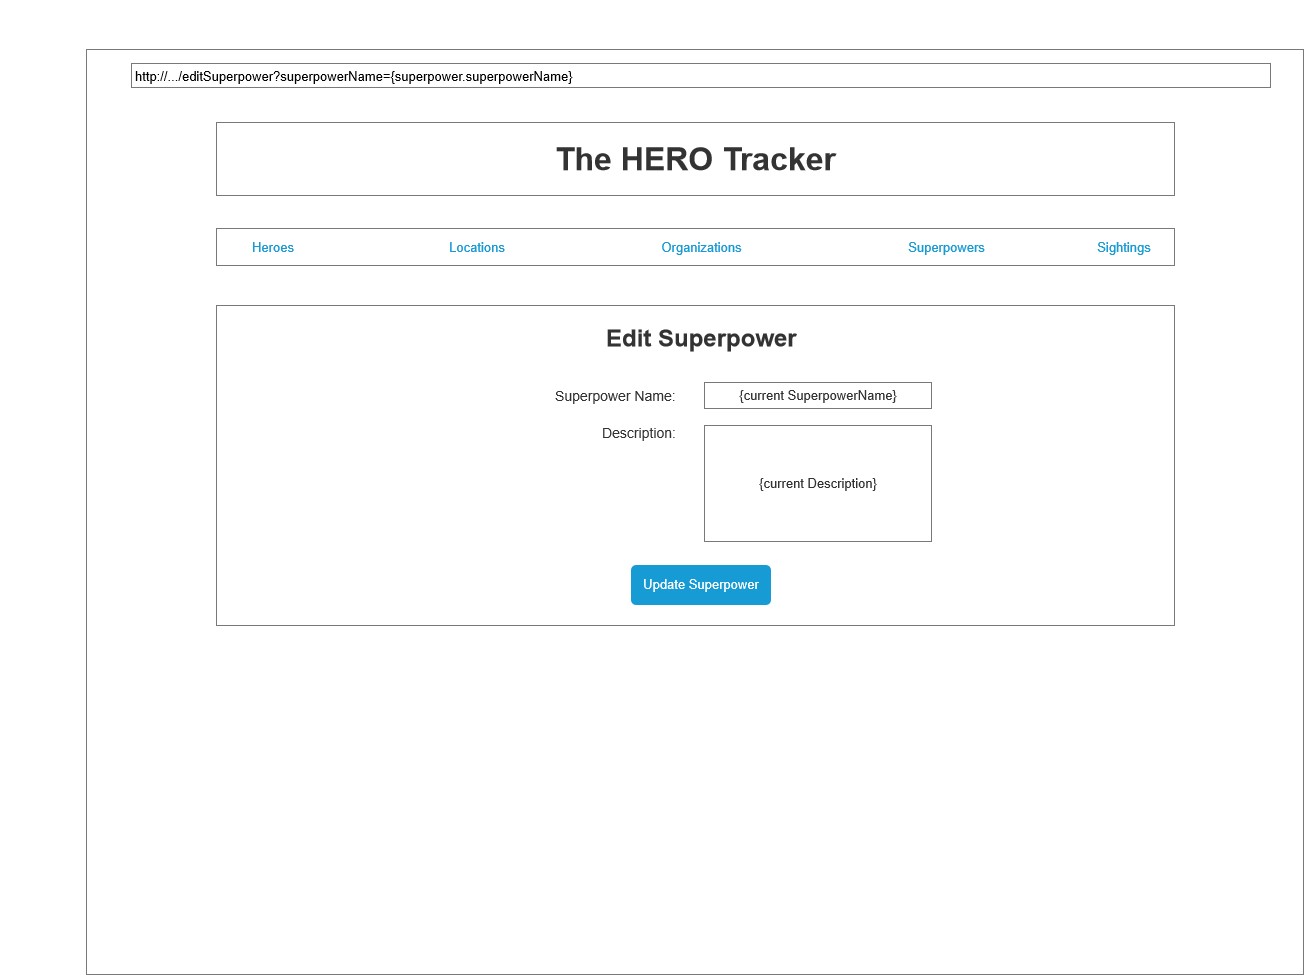 http://.../editSuperpower?superpowerName={superpower.superpowerName}
The HERO Tracker
Heroes Locations Organizations Superpowers Sightings
Edit Superpower
Superpower Name: {current SuperpowerName}
Description:
{current Description}
Update Superpower